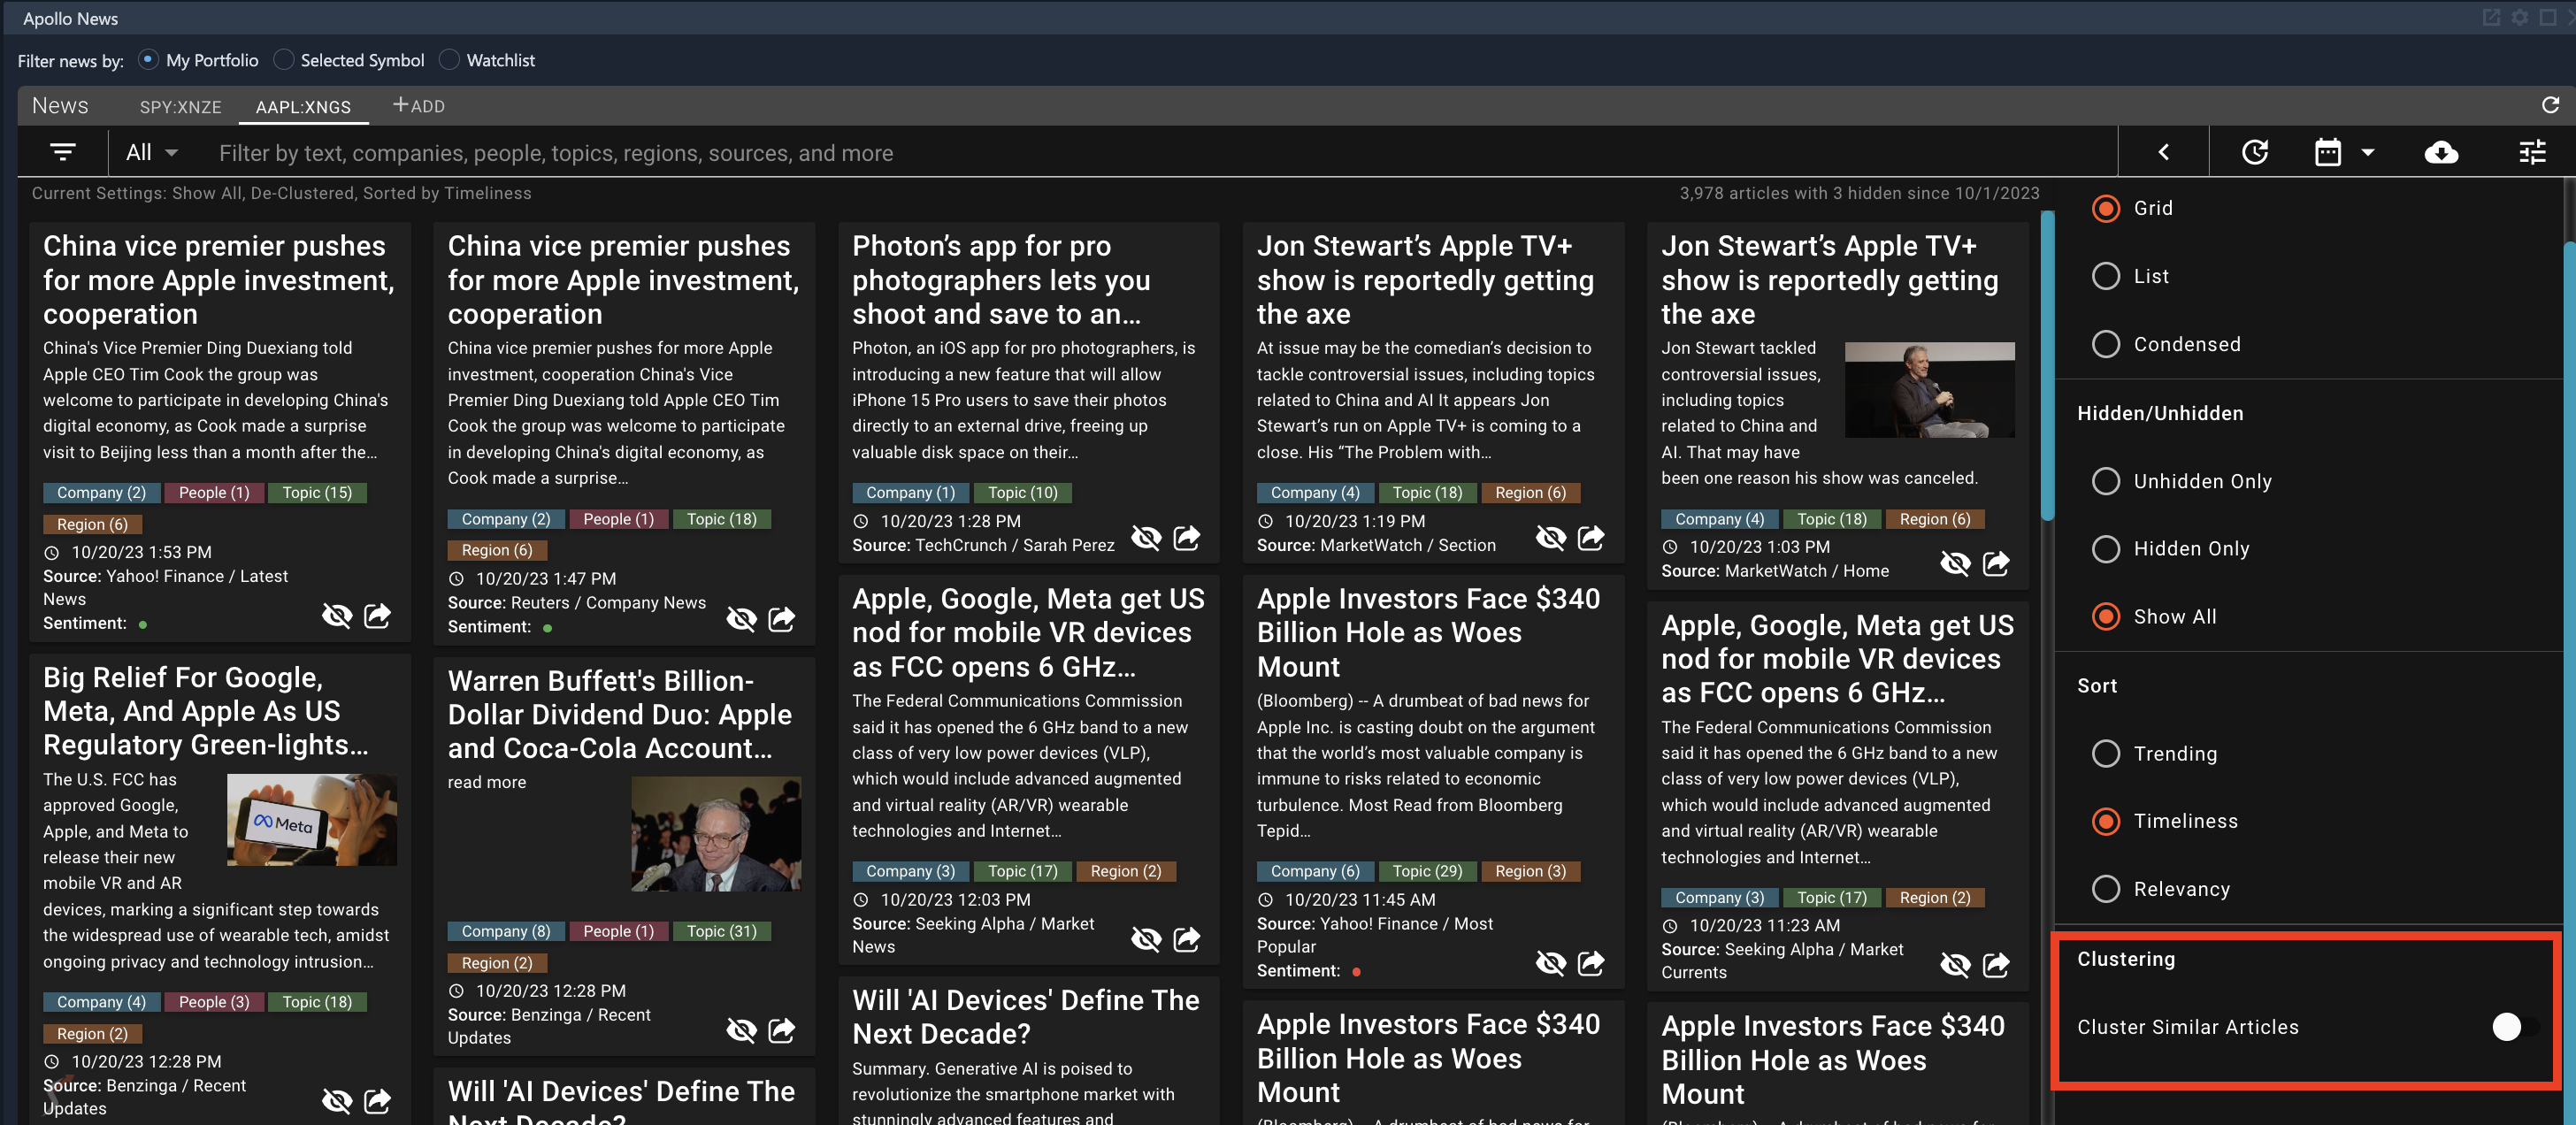 Apollo News
Filter news by: My Portfolio Selected Symbol Watchlist
News SPY:XNZE AAPL:XNGS +ADD
All Filter by text, companies, people, topics, regions, sources, and more
Current Settings: Show All, De-Clustered, Sorted by Timeliness
3,978 articles with 3 hidden since 10/1/2023
China vice premier pushes
for more Apple investment,
cooperation
China's Vice Premier Ding Duexiang told
Apple CEO Tim Cook the group was
welcome to participate in developing China's
digital economy, as Cook made a surprise
visit to Beijing less than a month after the...
Company (2) People (1) Topic (15)
Region (6)
10/20/23 1:53 PM
Source: Yahoo! Finance / Latest
News
Sentiment:
Big Relief For Google,
Meta, And Apple As US
Regulatory Green-lights...
The U.S. FCC has
approved Google,
Apple, and Meta to
release their new
mobile VR and AR
devices, marking a significant step towards
the widespread use of wearable tech, amidst
ongoing privacy and technology intrusion...
Meta
Company (4) People (3) Topic (18)
Region (2)
10/20/23 12:28 PM
Source: Benzinga / Recent
Updates
China vice premier pushes
for more Apple investment,
cooperation
China vice premier pushes for more Apple
investment, cooperation China's Vice
Premier Ding Duexiang told Apple CEO Tim
Cook the group was welcome to participate
in developing China's digital economy, as
Cook made a surprise...
Company (2) People (1) Topic (18)
Region (6)
10/20/23 1:47 PM
Source: Reuters / Company News
Sentiment:
Warren Buffett's Billion-
Dollar Dividend Duo: Apple
and Coca-Cola Account...
read more
Company (8) People (1) Topic (31)
Region (2)
10/20/23 12:28 PM
Source: Benzinga / Recent
Updates
Will 'AI Devices' Define The
Next Decade?
Photon’s app for pro
photographers lets you
shoot and save to an...
Photon, an iOS app for pro photographers, is
introducing a new feature that will allow
iPhone 15 Pro users to save their photos
directly to an external drive, freeing up
valuable disk space on their...
Company (1) Topic (10)
10/20/23 1:28 PM
Source: TechCrunch / Sarah Perez
Apple, Google, Meta get US
nod for mobile VR devices
as FCC opens 6 GHz...
The Federal Communications Commission
said it has opened the 6 GHz band to a new
class of very low power devices (VLP),
which would include advanced augmented
and virtual reality (AR/VR) wearable
technologies and Internet...
Company (3) Topic (17) Region (2)
10/20/23 12:03 PM
Source: Seeking Alpha / Market
News
Will 'AI Devices' Define The
Next Decade?
Summary. Generative AI is poised to
revolutionize the smartphone market with
stunningly advanced features and
Jon Stewart’s Apple TV+
show is reportedly getting
the axe
At issue may be the comedian’s decision to
tackle controversial issues, including topics
related to China and AI It appears Jon
Stewart’s run on Apple TV+ is coming to a
close. His “The Problem with...
Company (4) Topic (18) Region (6)
10/20/23 1:19 PM
Source: MarketWatch / Section
Apple Investors Face $340
Billion Hole as Woes
Mount
(Bloomberg) -- A drumbeat of bad news for
Apple Inc. is casting doubt on the argument
that the world’s most valuable company is
immune to risks related to economic
turbulence. Most Read from Bloomberg
Tepid...
Company (6) Topic (29) Region (3)
10/20/23 11:45 AM
Source: Yahoo! Finance / Most
Popular
Sentiment:
Apple Investors Face $340
Billion Hole as Woes
Mount
(Bloomberg) -- A drumbeat of bad news for
Jon Stewart’s Apple TV+
show is reportedly getting
the axe
Jon Stewart tackled
controversial issues,
including topics
related to China and
AI. That may have
been one reason his show was canceled.
Company (4) Topic (18) Region (6)
10/20/23 1:03 PM
Source: MarketWatch / Home
Apple, Google, Meta get US
nod for mobile VR devices
as FCC opens 6 GHz...
The Federal Communications Commission
said it has opened the 6 GHz band to a new
class of very low power devices (VLP),
which would include advanced augmented
and virtual reality (AR/VR) wearable
technologies and Internet...
Company (3) Topic (17) Region (2)
10/20/23 11:23 AM
Source: Seeking Alpha / Market
Currents
Apple Investors Face $340
Billion Hole as Woes
Mount
(Bloomberg) -- A drumbeat of bad news for
Grid
List
Condensed
Hidden/Unhidden
Unhidden Only
Hidden Only
Show All
Sort
Trending
Timeliness
Relevancy
Clustering
Cluster Similar Articles